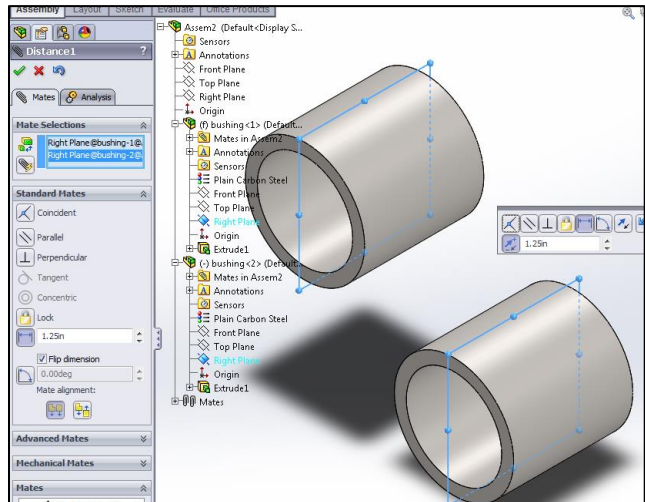 Assembly Layout Sketch Evaluate Office Products
Distance1 ?
Mates Analysis
Mate Selections
Right Plane@bushing-1@
Right Plane@bushing-2@
Standard Mates
Coincident
Parallel
Perpendicular
Tangent
Concentric
Lock
1.25in
Flip dimension
0.00deg
Mate alignment:
Advanced Mates
Mechanical Mates
Mates
Assem2 (Default<Display S...
Sensors
Annotations
Front Plane
Top Plane
Right Plane
Origin
(f) bushing<1> (Default...
Mates in Assem2
Annotations
Sensors
Plain Carbon Steel
Front Plane
Top Plane
Right Plane
Origin
Extrude1
(-) bushing<2> (Default...
Mates in Assem2
Annotations
Sensors
Plain Carbon Steel
Front Plane
Top Plane
Right Plane
Origin
Extrude1
Mates
1.25in